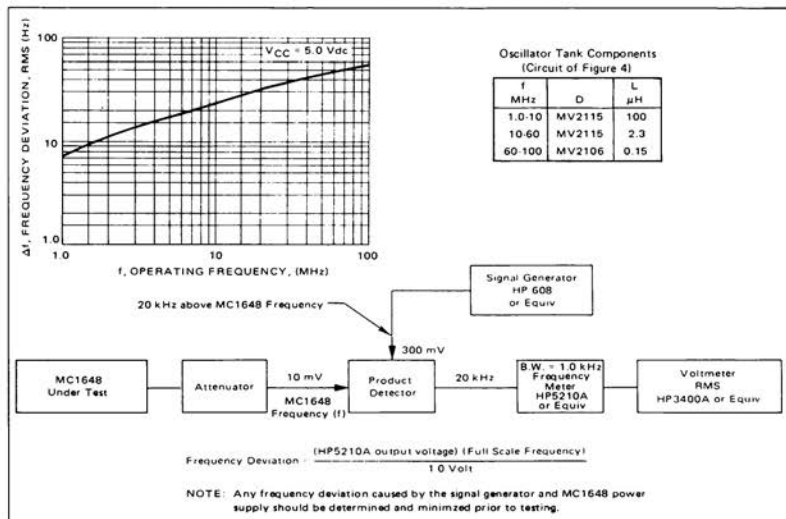 Δf, FREQUENCY DEVIATION, RMS (Hz)
100
10
1.0
VCC = 5.0 Vdc
1.0
10
100
f, OPERATING FREQUENCY, (MHz)
Oscillator Tank Components
(Circuit of Figure 4)
f
MHz
D
L
μH
1.0-10 MV2115 100
10-60 MV2115 2.3
60-100 MV2106 0.15
Signal Generator
HP 608
or Equiv
20 kHz above MC1648 Frequency
300 mV
MC1648
Under Test
Attenuator
10 mV
MC1648
Frequency (f)
Product
Detector
20 kHz
B.W. = 1.0 kHz
Frequency
Meter
HP5210A
or Equiv
Voltmeter
RMS
HP3400A or Equiv
Frequency Deviation = (HP5210A output voltage) (Full Scale Frequency)
1.0 Volt
NOTE: Any frequency deviation caused by the signal generator and MC1648 power
supply should be determined and minimzed prior to testing.